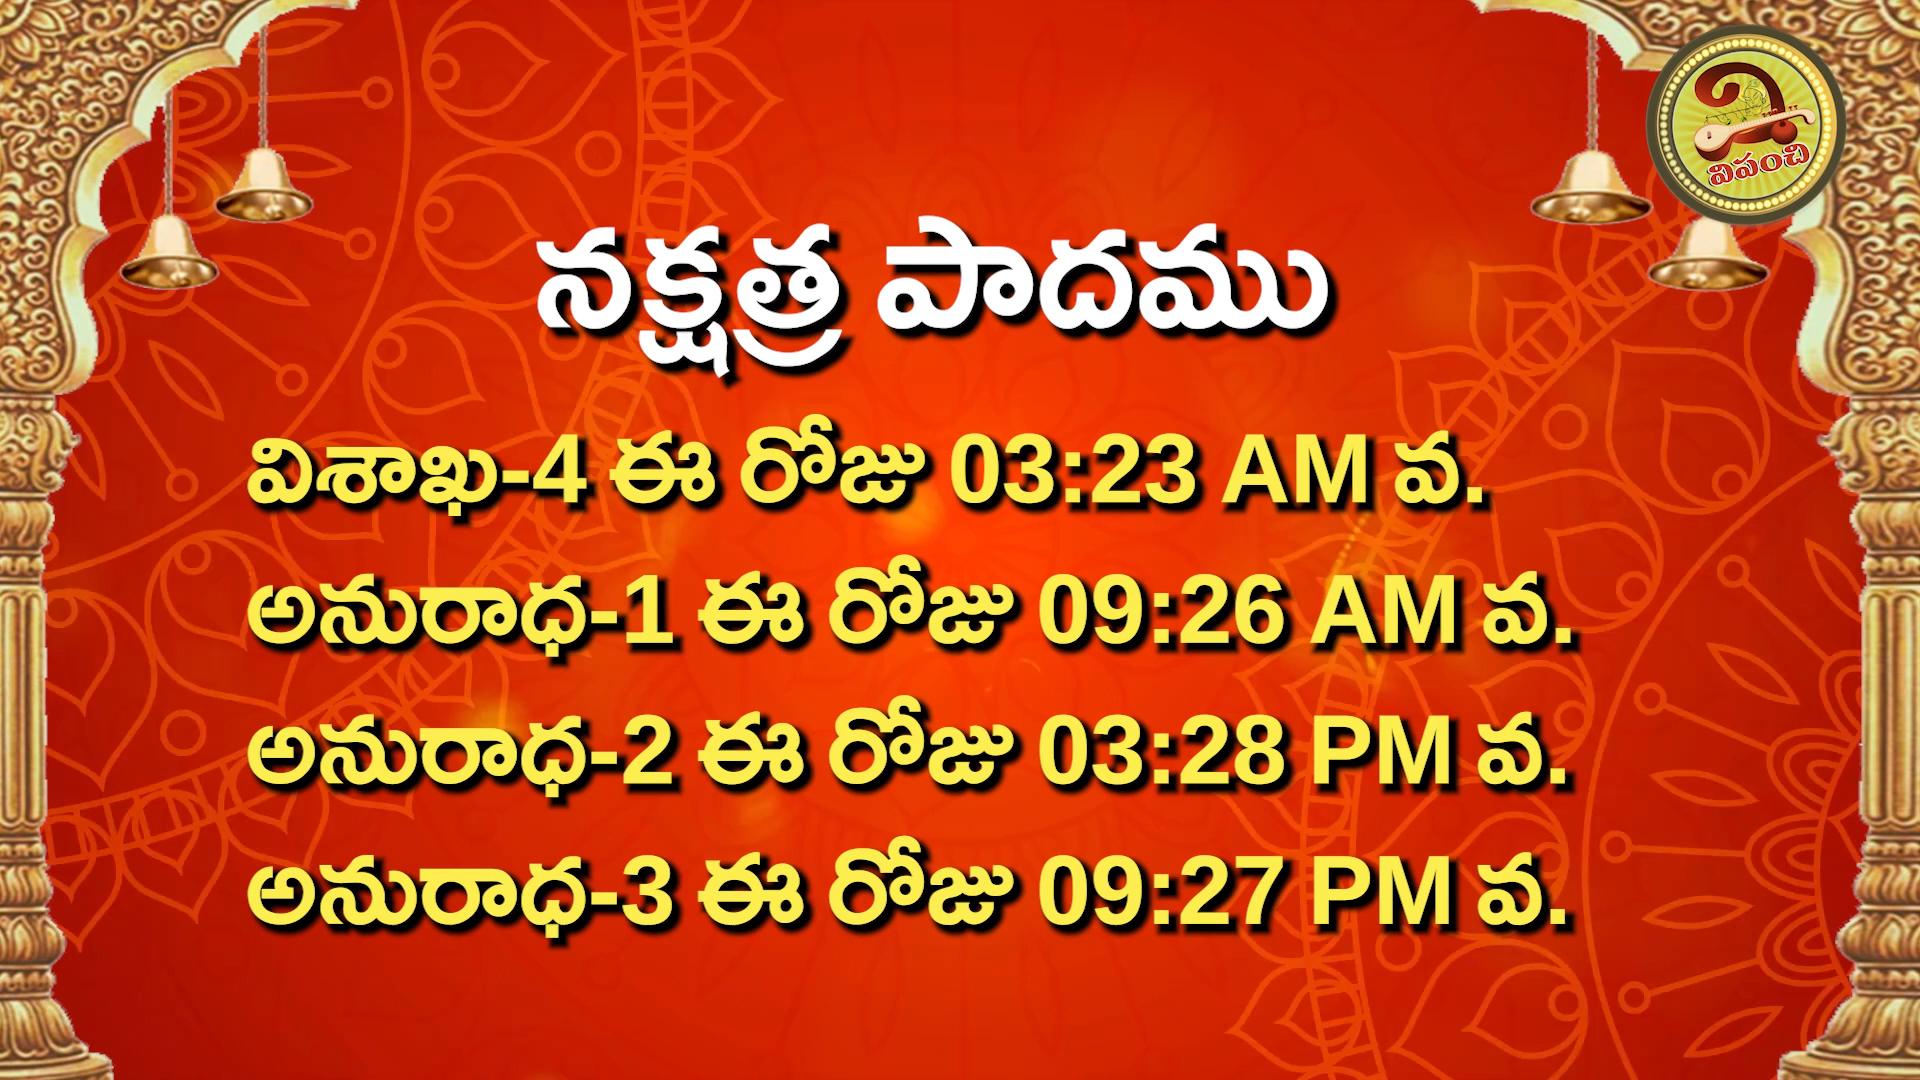 విపంచి
నక్షత్ర పాదము
విశాఖ-4 ఈ రోజు 03:23 AM వ.
అనురాధ-1 ఈ రోజు 09:26 AM వ.
అనురాధ-2 ఈ రోజు 03:28 PM వ.
అనురాధ-3 ఈ రోజు 09:27 PM వ.